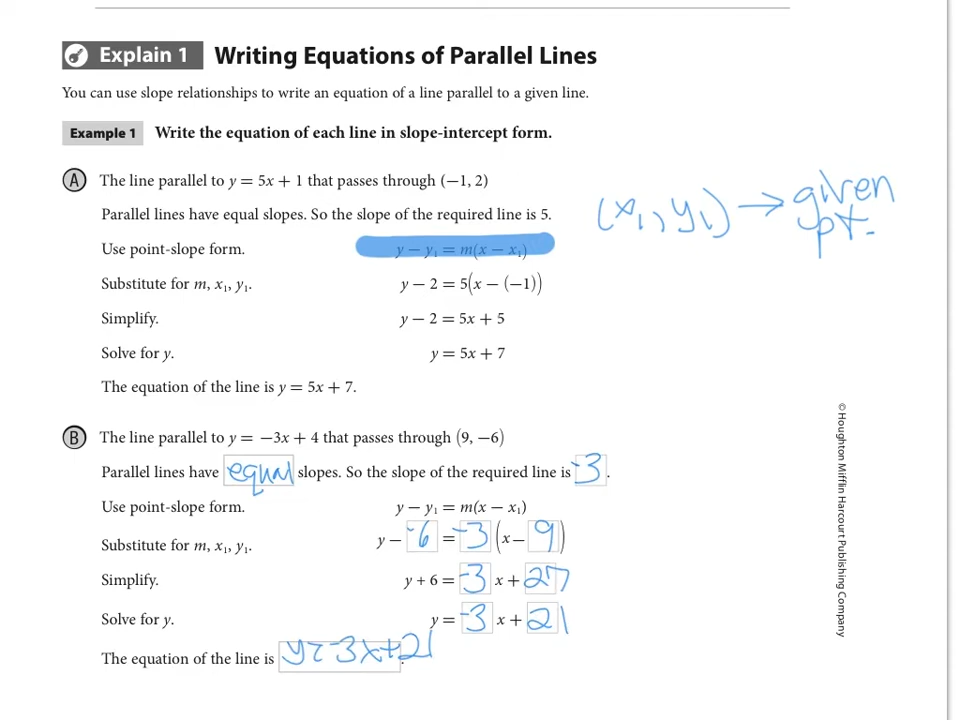 Explain 1 Writing Equations of Parallel Lines
You can use slope relationships to write an equation of a line parallel to a given line.
Example 1 Write the equation of each line in slope-intercept form.
A The line parallel to y = 5x + 1 that passes through (−1, 2)
Parallel lines have equal slopes. So the slope of the required line is 5.
Use point-slope form. y − y₁ = m(x − x₁)
(x₁, y₁) → given pt.
Substitute for m, x₁, y₁. y − 2 = 5(x − (−1))
Simplify. y − 2 = 5x + 5
Solve for y. y = 5x + 7
The equation of the line is y = 5x + 7.
B The line parallel to y = −3x + 4 that passes through (9, −6)
Parallel lines have equal slopes. So the slope of the required line is -3.
Use point-slope form. y − y₁ = m(x − x₁)
Substitute for m, x₁, y₁. y − -6 = -3 (x − 9)
Simplify. y + 6 = -3 x + 27
Solve for y. y = -3 x + 21
The equation of the line is y = -3x+21.
© Houghton Mifflin Harcourt Publishing Company